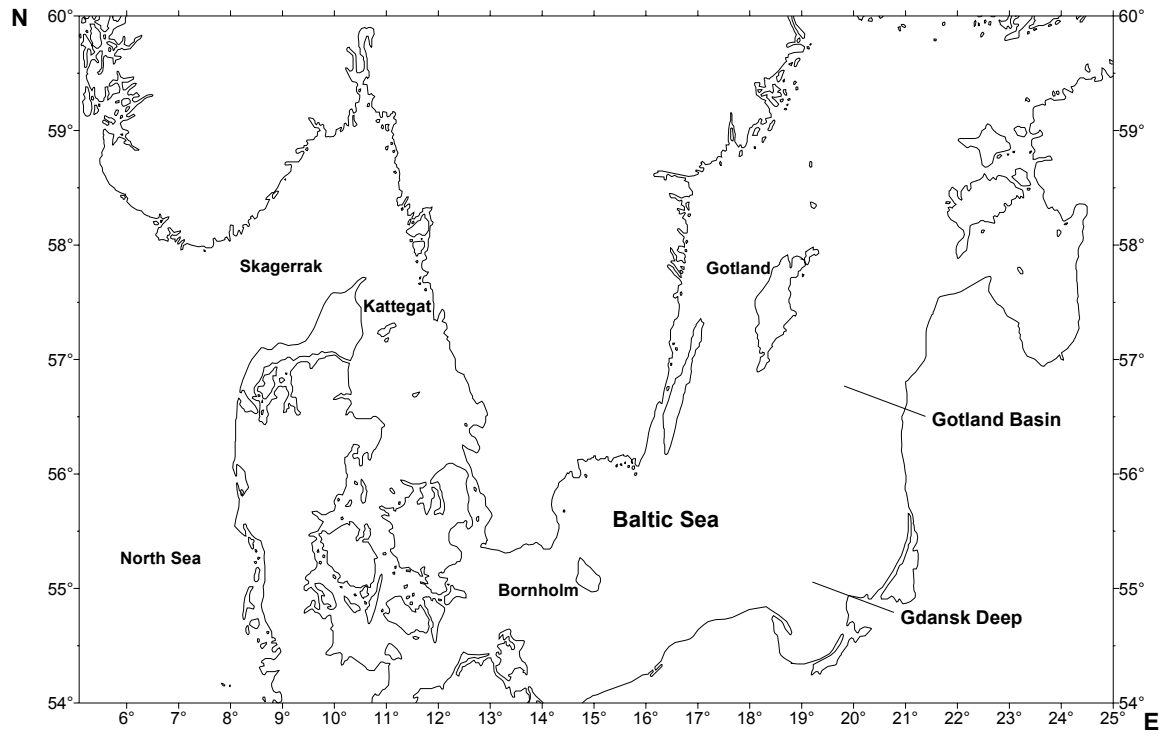 N
60°
60°
59°
59°
58°
58°
Skagerrak
Gotland
Kattegat
57°
57°
Gotland Basin
56°
56°
Baltic Sea
North Sea
55°
55°
Bornholm
Gdansk Deep
54°
54°
6° 7° 8° 9° 10° 11° 12° 13° 14° 15° 16° 17° 18° 19° 20° 21° 22° 23° 24° 25°
E